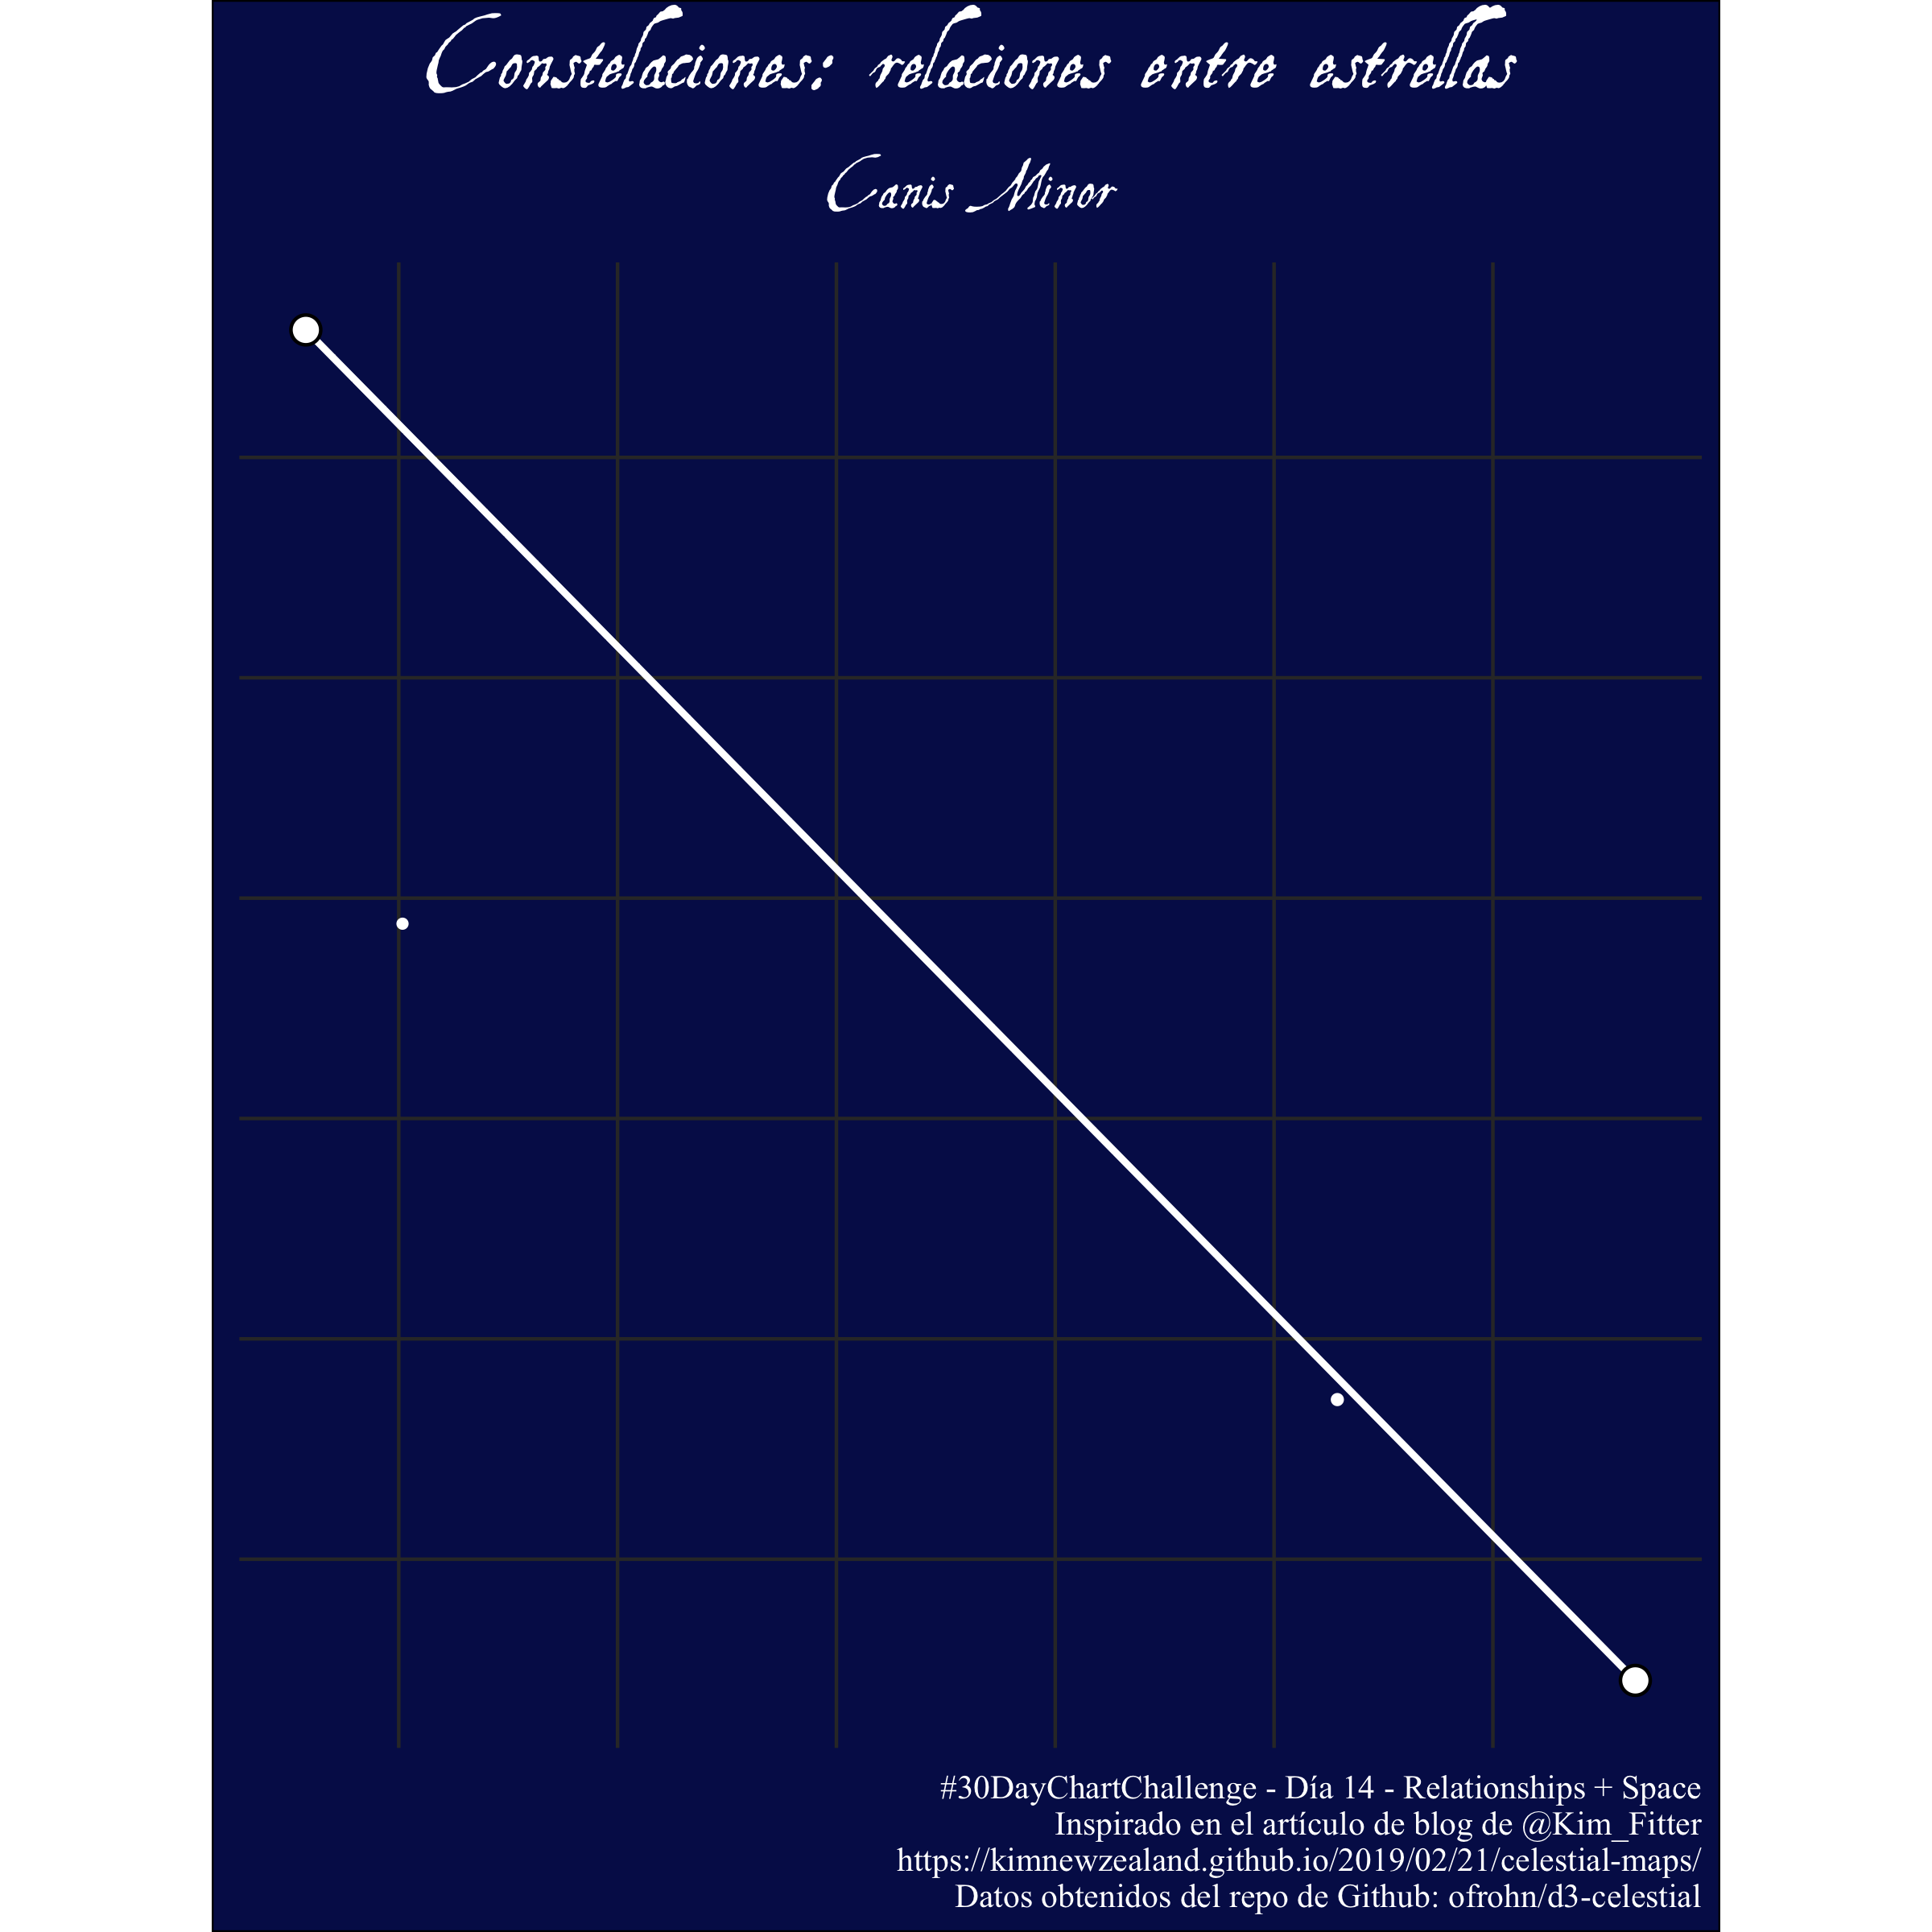 Constelaciones: relaciones entre estrellas
Canis Minor
#30DayChartChallenge - Día 14 - Relationships + Space
Inspirado en el artículo de blog de @Kim_Fitter
https://kimnewzealand.github.io/2019/02/21/celestial-maps/
Datos obtenidos del repo de Github: ofrohn/d3-celestial